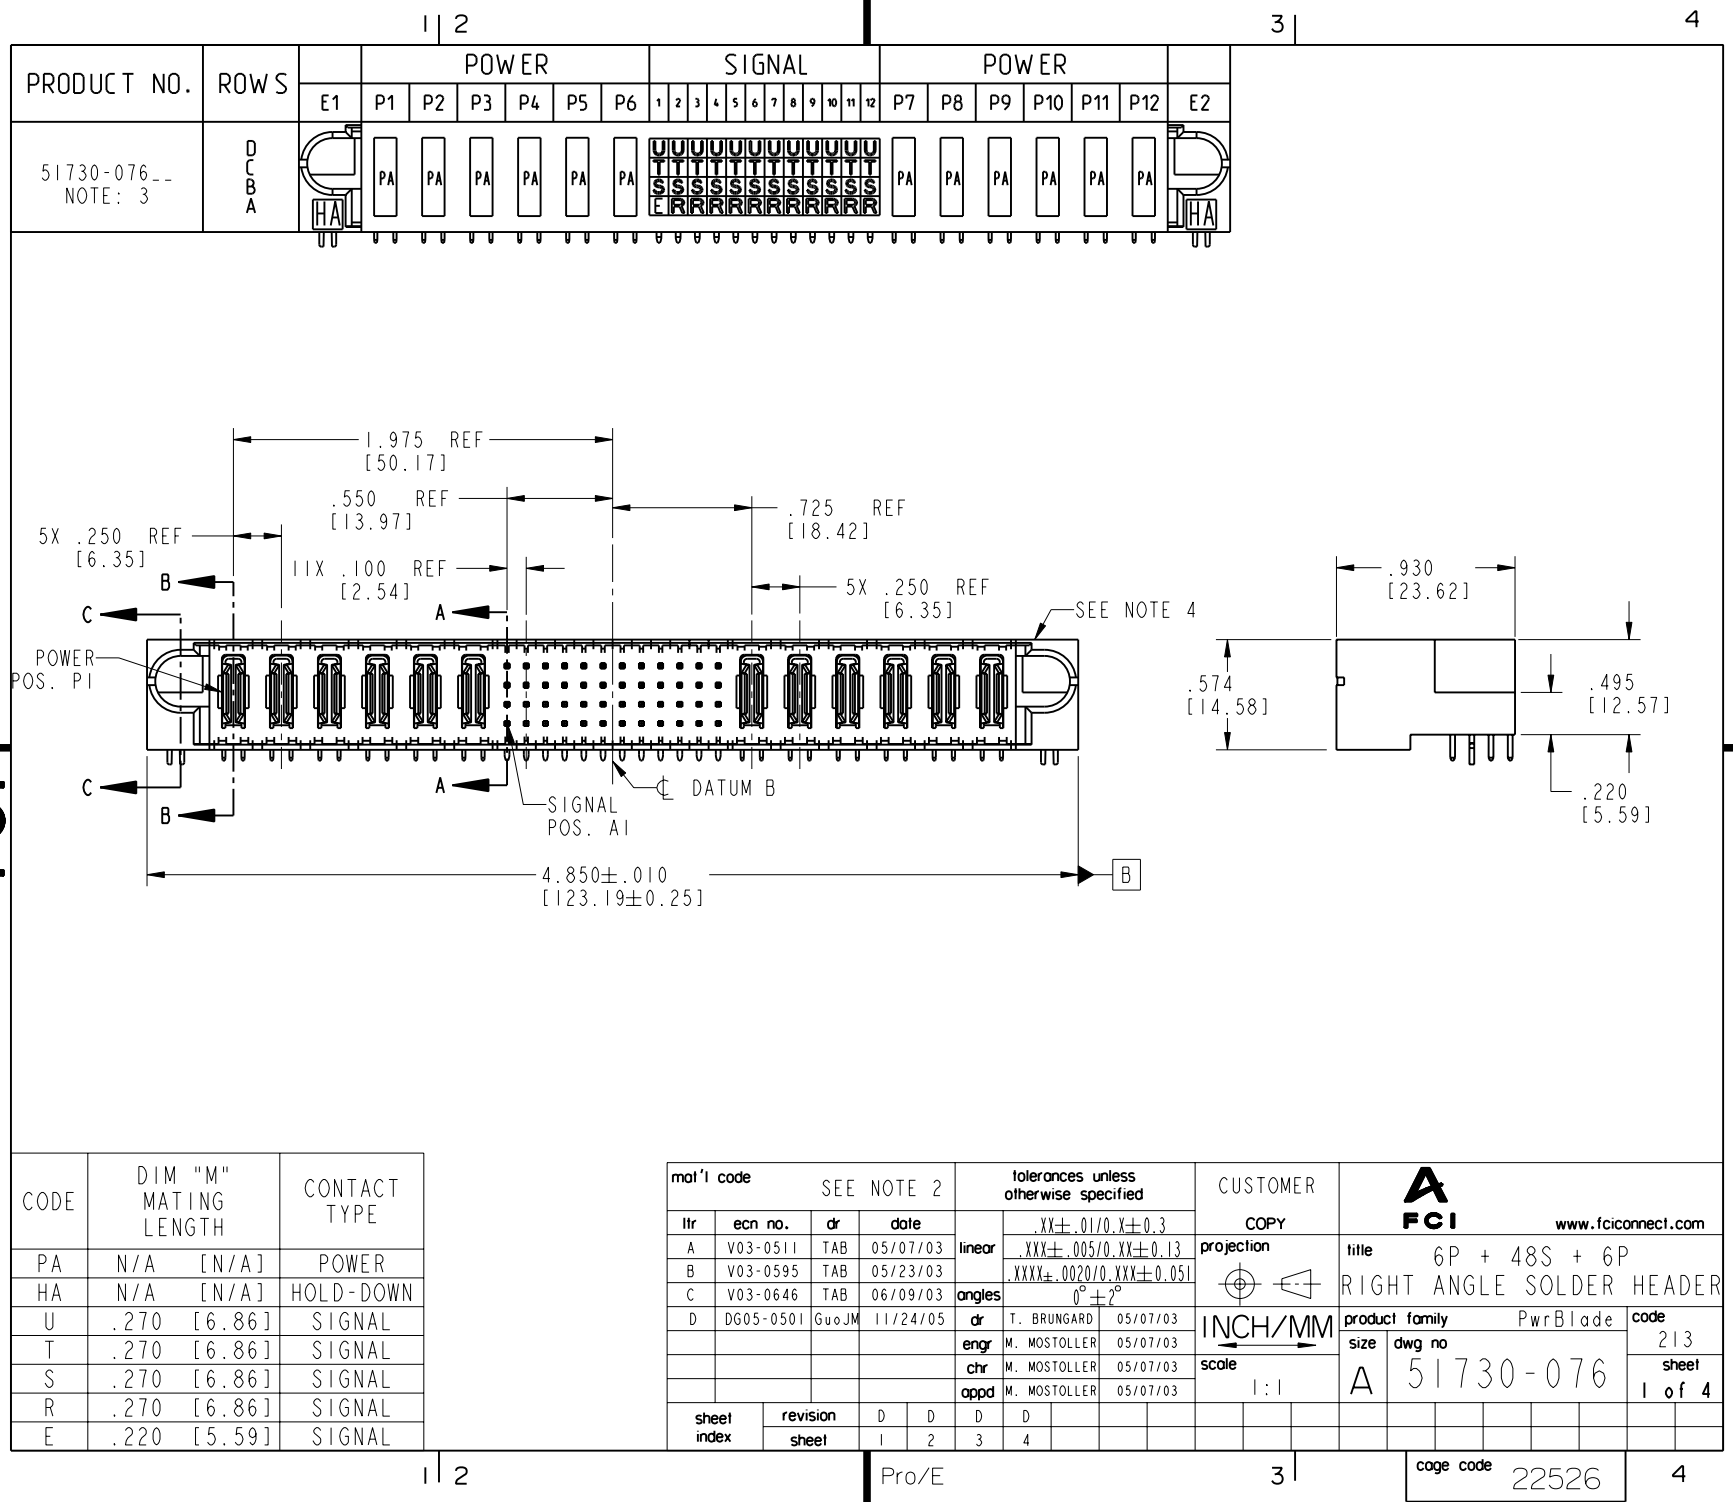 1 2 3 4
PRODUCT NO. ROWS POWER SIGNAL POWER
E1 P1 P2 P3 P4 P5 P6 1 2 3 4 5 6 7 8 9 10 11 12 P7 P8 P9 P10 P11 P12 E2
51730-076__
NOTE: 3
D
C
B
A
HA PA PA PA PA PA PA
U U U U U U U U U U U U
T T T T T T T T T T T T
S S S S S S S S S S S S
E R R R R R R R R R R R
PA PA PA PA PA PA HA
1.975 REF
[50.17]
.550 REF
[13.97]
.725 REF
[18.42]
5X .250 REF
[6.35]
11X .100 REF
[2.54]
5X .250 REF
[6.35]
.930
[23.62]
B
C
A
SEE NOTE 4
POWER
POS. P1
.574
[14.58]
.495
[12.57]
C
A
B
DATUM B
SIGNAL
POS. A1
.220
[5.59]
4.850±.010
[123.19±0.25]
B
CODE DIM "M" MATING LENGTH CONTACT TYPE
PA N/A [N/A] POWER
HA N/A [N/A] HOLD-DOWN
U .270 [6.86] SIGNAL
T .270 [6.86] SIGNAL
S .270 [6.86] SIGNAL
R .270 [6.86] SIGNAL
E .220 [5.59] SIGNAL
mat'l code SEE NOTE 2
ltr ecn no. dr date
A V03-0511 TAB 05/07/03
B V03-0595 TAB 05/23/03
C V03-0646 TAB 06/09/03
D DG05-0501 GuoJM 11/24/05
tolerances unless
otherwise specified
linear
.XX±.01/0.X±0.3
.XXX±.005/0.XX±0.13
.XXXX±.0020/0.XXX±0.051
angles 0°±2°
dr T. BRUNGARD 05/07/03
engr M. MOSTOLLER 05/07/03
chr M. MOSTOLLER 05/07/03
appd M. MOSTOLLER 05/07/03
CUSTOMER
COPY
projection
INCH/MM
scale
1:1
FCI
www.fciconnect.com
title 6P + 48S + 6P
RIGHT ANGLE SOLDER HEADER
product family PwrBlade
code
213
size
A
dwg no
51730-076
sheet
1 of 4
sheet index
revision D D D D
sheet 1 2 3 4
1 2 Pro/E 3 4
cage code 22526